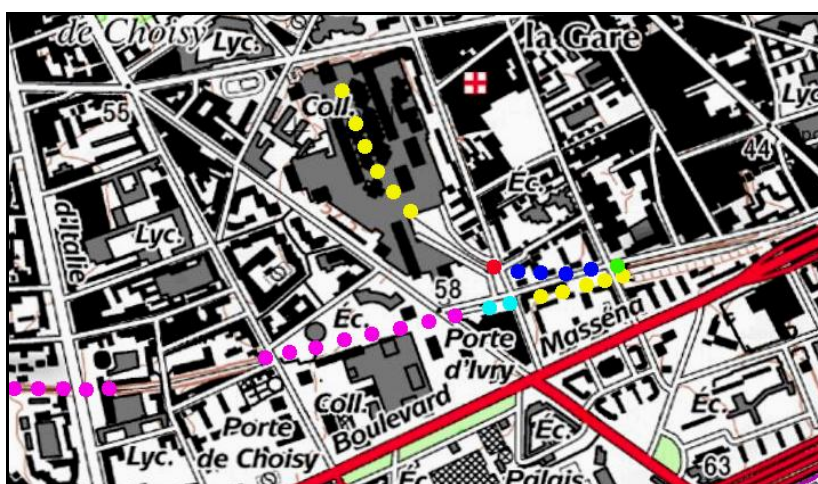 de Choisy
Lyc.
la Gare
55
Coll.
Lyc
44
Éc.
d'Italie
Lyc.
58
Éc.
Porte
d'Ivry
Masséna
Coll.
Boulevard
Éc.
Porte
de Choisy
Éc.
Lyc.
Éc
Palais
63